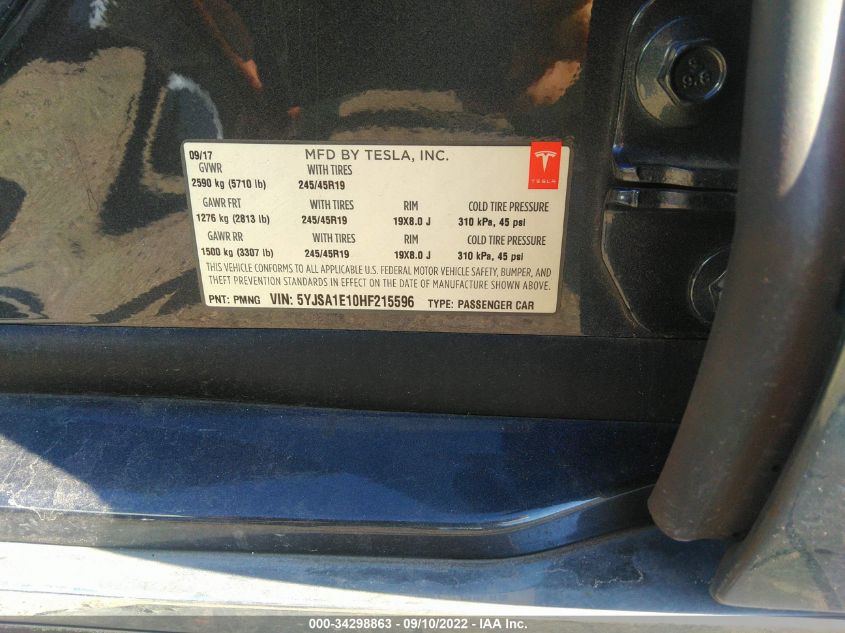 09/17 MFD BY TESLA, INC.
GVWR WITH TIRES
2590 kg (5710 lb) 245/45R19
TESLA
GAWR FRT WITH TIRES RIM COLD TIRE PRESSURE
1276 kg (2813 lb) 245/45R19 19X8.0 J 310 kPa, 45 psi
GAWR RR WITH TIRES RIM COLD TIRE PRESSURE
1500 kg (3307 lb) 245/45R19 19X8.0 J 310 kPa, 45 psi
THIS VEHICLE CONFORMS TO ALL APPLICABLE U.S. FEDERAL MOTOR VEHICLE SAFETY, BUMPER, AND
THEFT PREVENTION STANDARDS IN EFFECT ON THE DATE OF MANUFACTURE SHOWN ABOVE.
PNT: PMNG VIN: 5YJSA1E10HF215596 TYPE: PASSENGER CAR
000-34298863 - 09/10/2022 - IAA Inc.